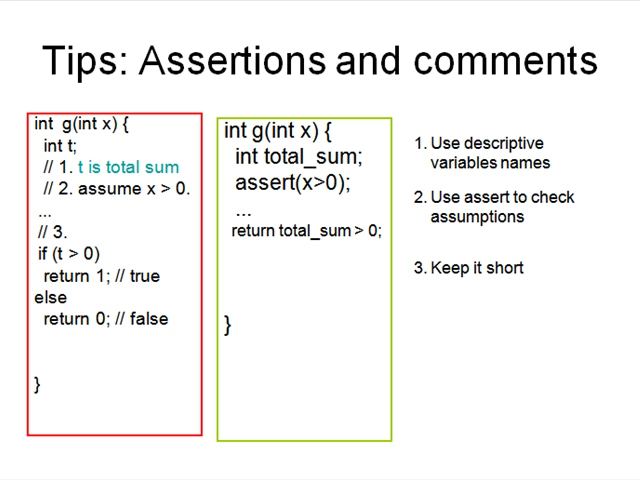 Tips: Assertions and comments
int g(int x) {
int t;
// 1. t is total sum
// 2. assume x > 0.
...
// 3.
if (t > 0)
return 1; // true
else
return 0; // false
}
int g(int x) {
int total_sum;
assert(x>0);
...
return total_sum > 0;
}
1. Use descriptive
variables names
2. Use assert to check
assumptions
3. Keep it short